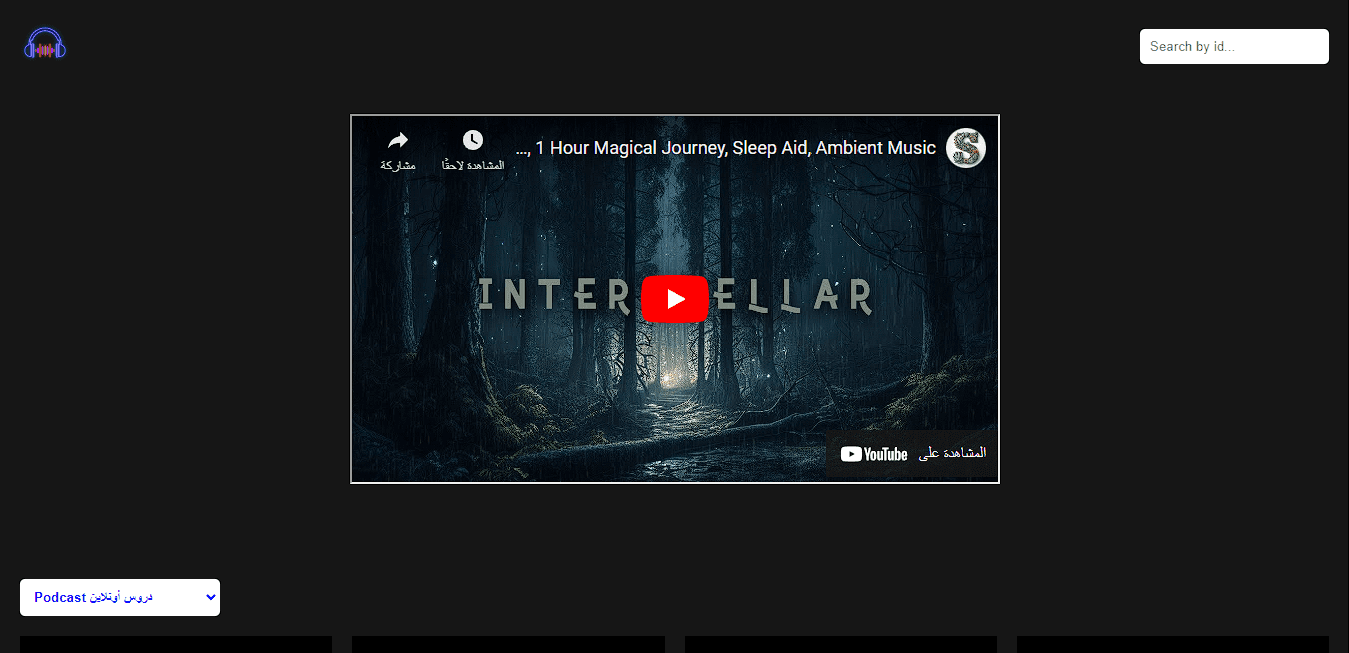 Search by id...
..., 1 Hour Magical Journey, Sleep Aid, Ambient Music
المشاهدة لاحقًا
مشاركة
INTER ELLAR
المشاهدة على YouTube
Podcast دروس أونلاين